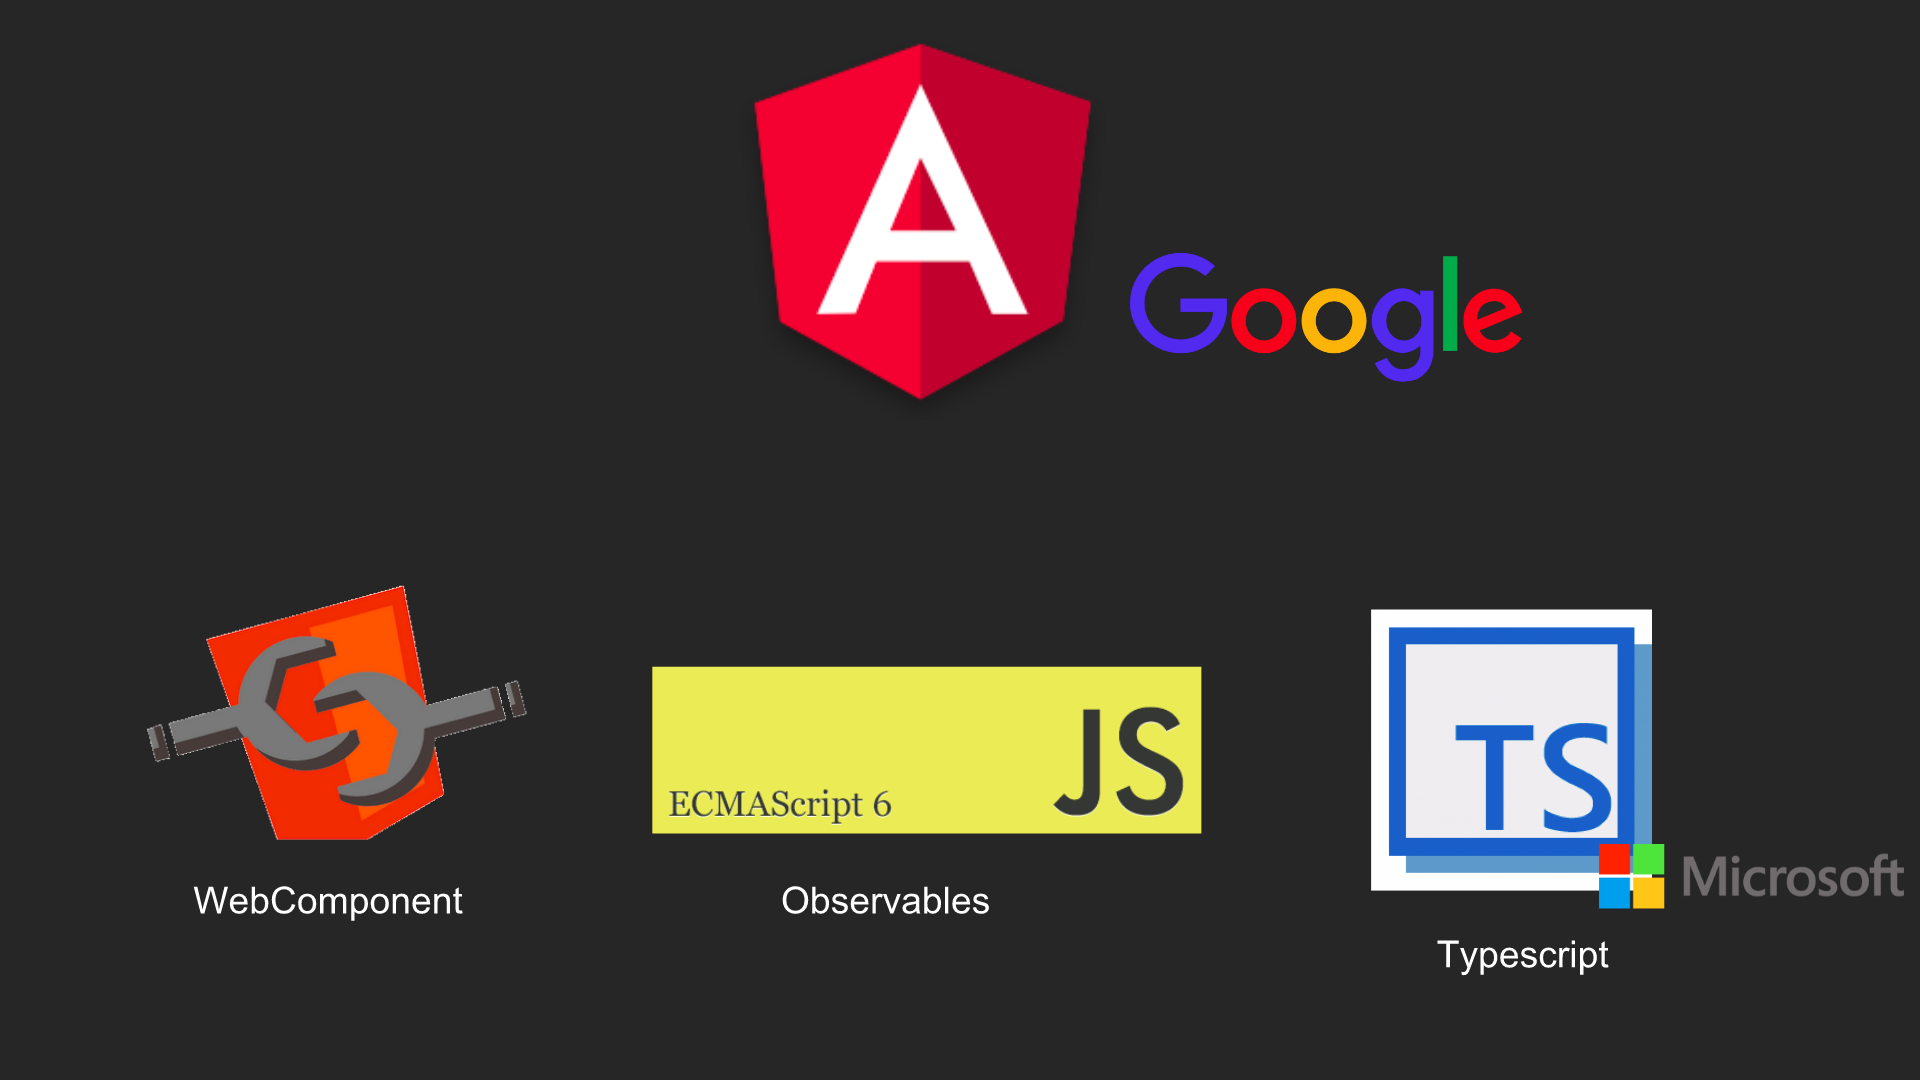 A
Google
ECMAScript 6
JS
TS
Microsoft
WebComponent
Observables
Typescript